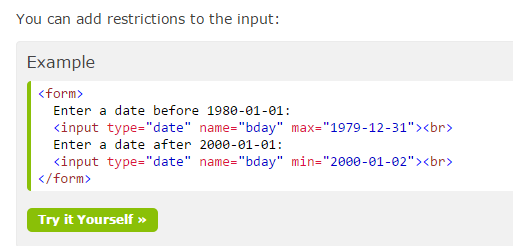 You can add restrictions to the input:
Example
<form>
Enter a date before 1980-01-01:
<input type="date" name="bday" max="1979-12-31"><br>
Enter a date after 2000-01-01:
<input type="date" name="bday" min="2000-01-02"><br>
</form>
Try it Yourself »